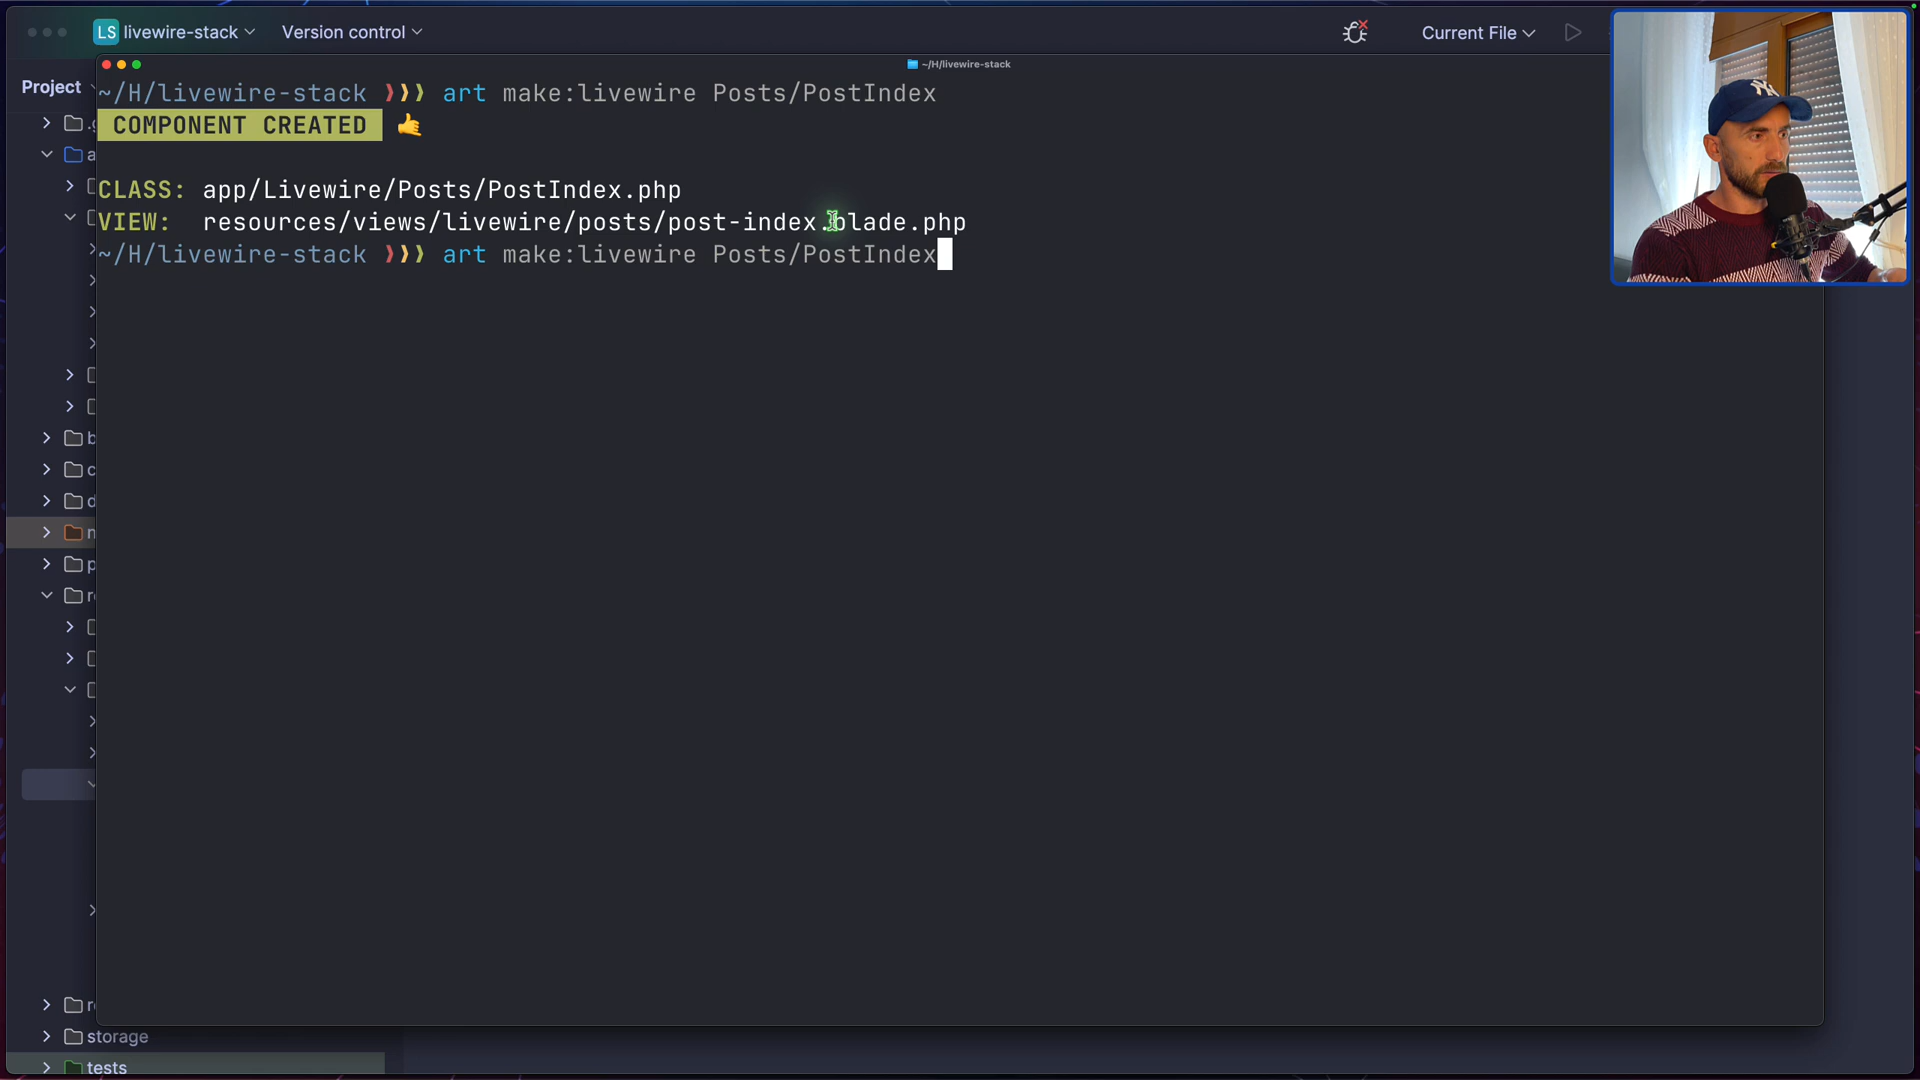 LS livewire-stack Version control Current File
~/H/livewire-stack
Project
~/H/livewire-stack ❯❯❯ art make:livewire Posts/PostIndex
COMPONENT CREATED 🤙
CLASS: app/Livewire/Posts/PostIndex.php
VIEW: resources/views/livewire/posts/post-index.blade.php
~/H/livewire-stack ❯❯❯ art make:livewire Posts/PostIndex
storage
tests